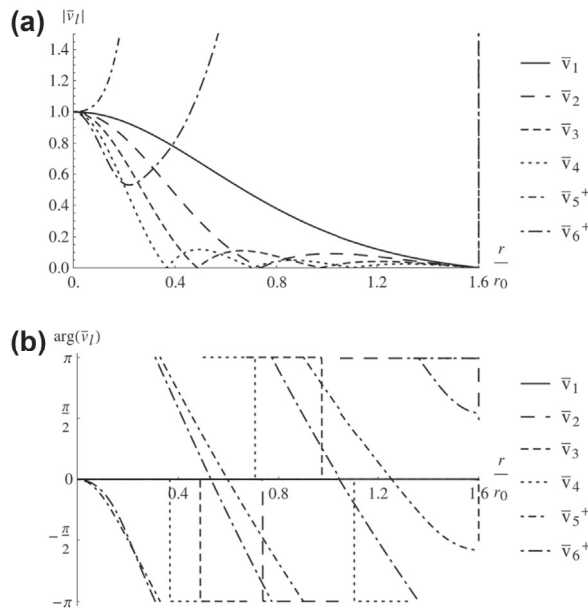 (a)
|v̄_l|
1.4
1.2
1.0
0.8
0.6
0.4
0.2
0.0
0. 0.4 0.8 1.2 1.6
r
r₀
v̄₁
v̄₂
v̄₃
v̄₄
v̄₅⁺
v̄₆⁺
(b)
arg(v̄_l)
π
π
2
0
−π
2
−π
0.4 0.8 1.2 1.6
r
r₀
v̄₁
v̄₂
v̄₃
v̄₄
v̄₅⁺
v̄₆⁺